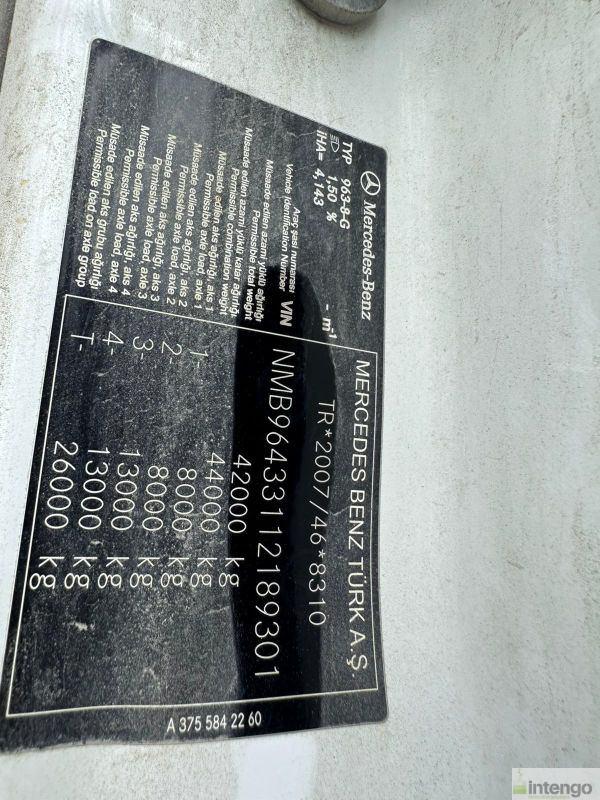 Mercedes-Benz
TYP 963-8-G
1,50 %
İHA= 4,143
- m-1
MERCEDES BENZ TÜRK A.Ş.
TR*2007/46*8310
Araç şasi numarası
Vehicle Identification Number VIN NMB96433112189301
Müsaade edilen azami yüklü ağırlığı
Permissible total weight 42000 kg
Müsaade edilen azami yüklü katar ağırlığı
Permissible combination weight 44000 kg
Müsaade edilen aks ağırlığı, aks 1
Permissible axle load, axle 1 1- 8000 kg
Müsaade edilen aks ağırlığı, aks 2
Permissible axle load, axle 2 2- 8000 kg
Müsaade edilen aks ağırlığı, aks 3
Permissible axle load, axle 3 3- 13000 kg
Müsaade edilen aks ağırlığı, aks 4
Permissible axle load, axle 4 4- 13000 kg
Müsaade edilen aks grubu ağırlığı
Permissible load on axle group T- 26000 kg
A 375 584 22 60
intengo